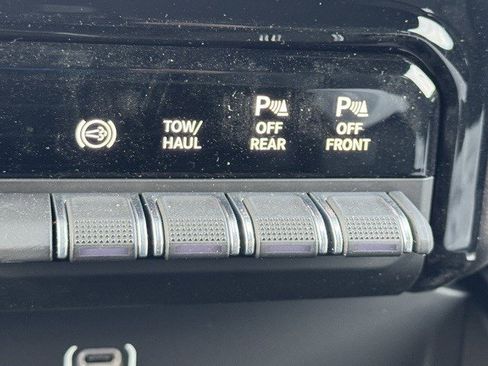 P P
TOW/ OFF OFF
HAUL REAR FRONT